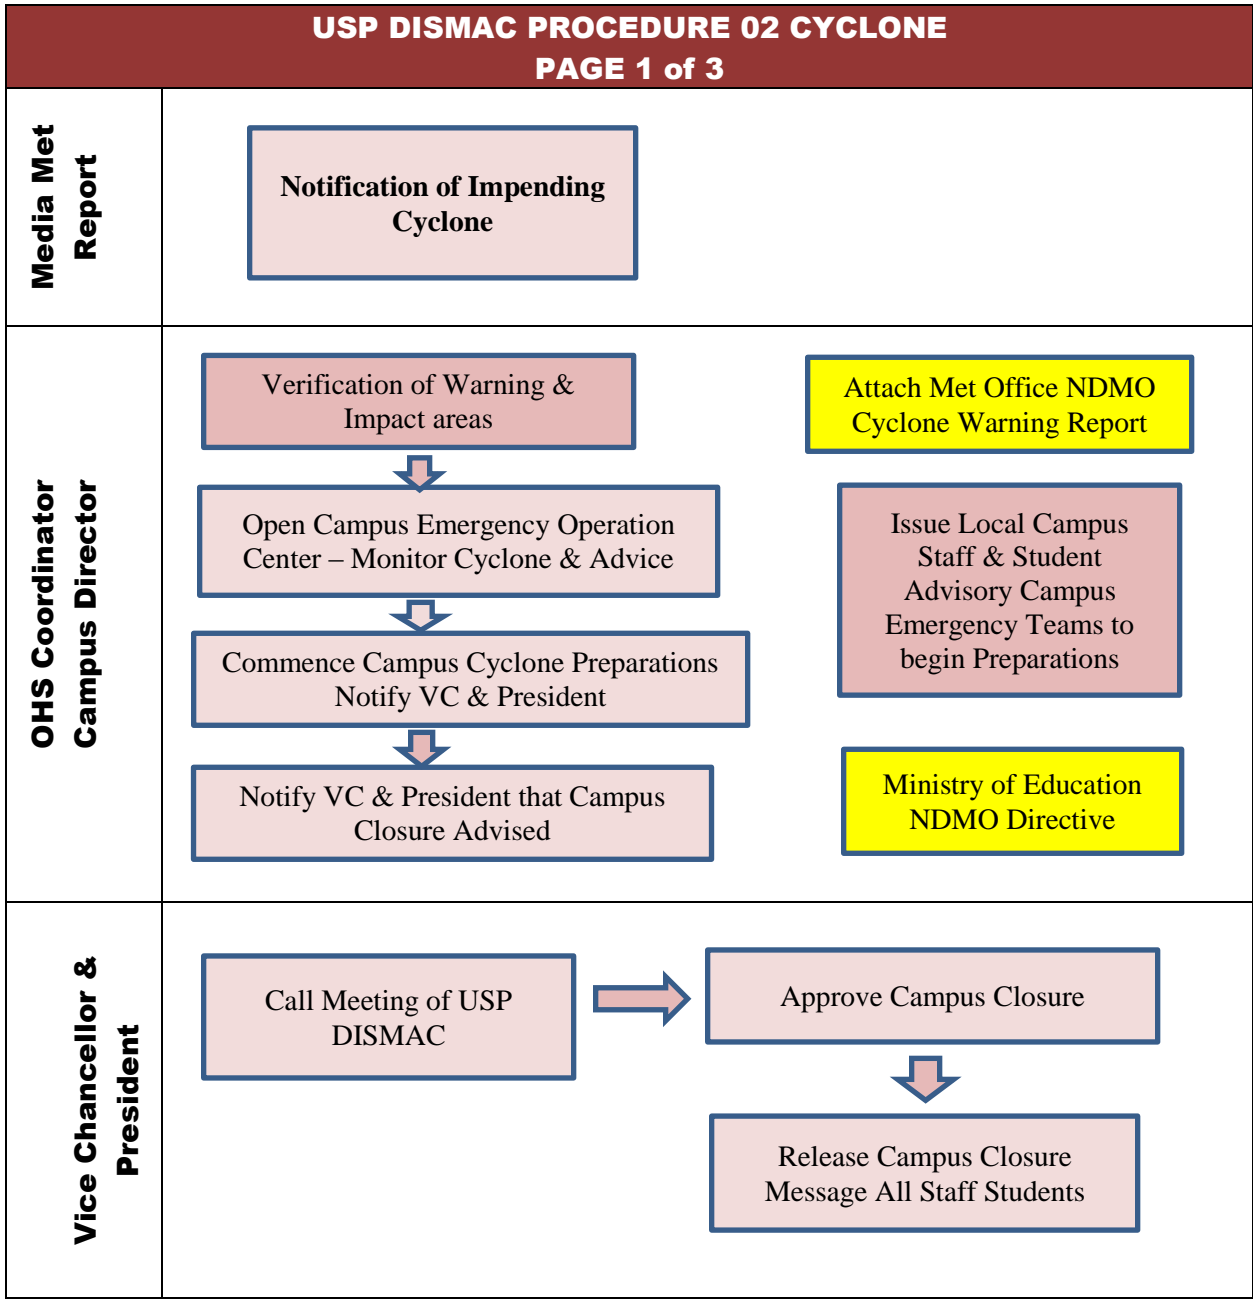 USP DISMAC PROCEDURE 02 CYCLONE
PAGE 1 of 3
Media Met
Report
Notification of Impending
Cyclone
OHS Coordinator
Campus Director
Verification of Warning &
Impact areas
Open Campus Emergency Operation
Center – Monitor Cyclone & Advice
Commence Campus Cyclone Preparations
Notify VC & President
Notify VC & President that Campus
Closure Advised
Attach Met Office NDMO
Cyclone Warning Report
Issue Local Campus
Staff & Student
Advisory Campus
Emergency Teams to
begin Preparations
Ministry of Education
NDMO Directive
Vice Chancellor &
President
Call Meeting of USP
DISMAC
Approve Campus Closure
Release Campus Closure
Message All Staff Students